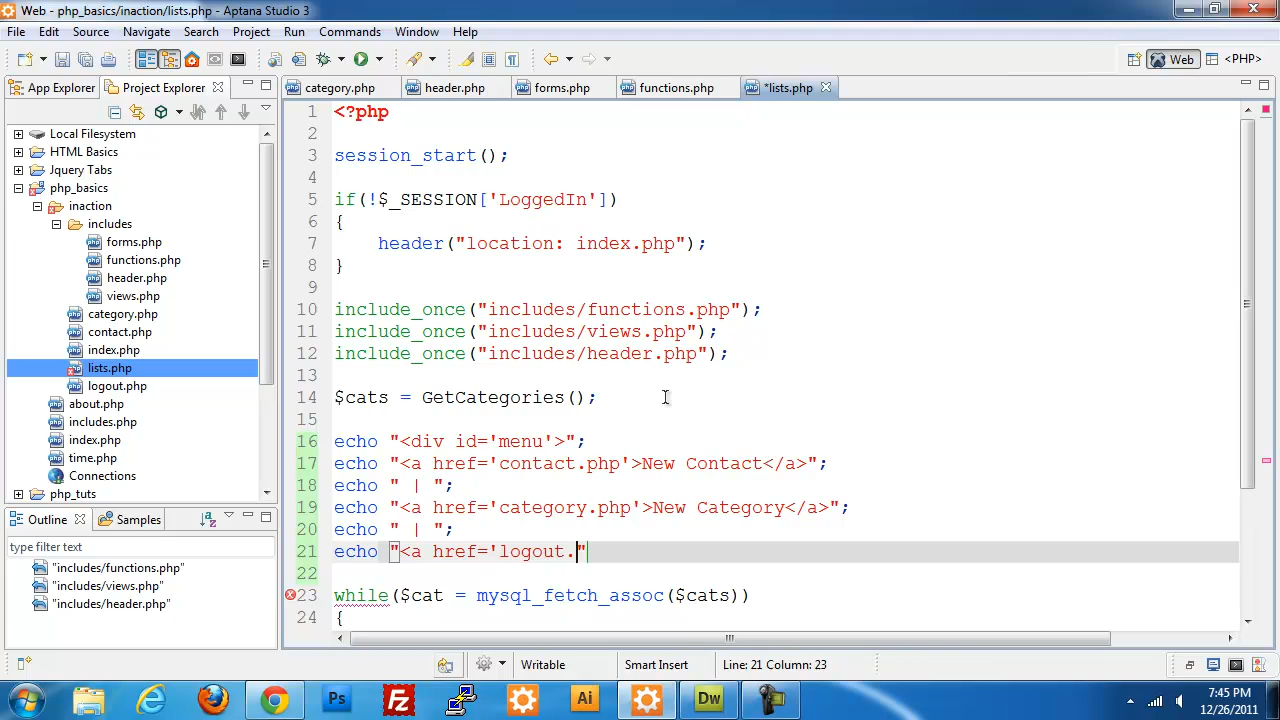 Web - php_basics/inaction/lists.php - Aptana Studio 3
File Edit Source Navigate Search Project Run Commands Window Help
Web <PHP>
App Explorer Project Explorer
category.php header.php forms.php functions.php *lists.php
Local Filesystem
HTML Basics
Jquery Tabs
php_basics
inaction
includes
forms.php
functions.php
header.php
views.php
category.php
contact.php
index.php
lists.php
logout.php
about.php
includes.php
index.php
time.php
Connections
php_tuts
Outline Samples
type filter text
"includes/functions.php"
"includes/views.php"
"includes/header.php"
1 <?php
2
3 session_start();
4
5 if(!$_SESSION['LoggedIn'])
6 {
7 header("location: index.php");
8 }
9
10 include_once("includes/functions.php");
11 include_once("includes/views.php");
12 include_once("includes/header.php");
13
14 $cats = GetCategories();
15
16 echo "<div id='menu'>";
17 echo "<a href='contact.php'>New Contact</a>";
18 echo " | ";
19 echo "<a href='category.php'>New Category</a>";
20 echo " | ";
21 echo "<a href='logout."
22
23 while($cat = mysql_fetch_assoc($cats))
24 {
Writable Smart Insert Line: 21 Column: 23
Ps Fz Ai Dw
7:45 PM
12/26/2011